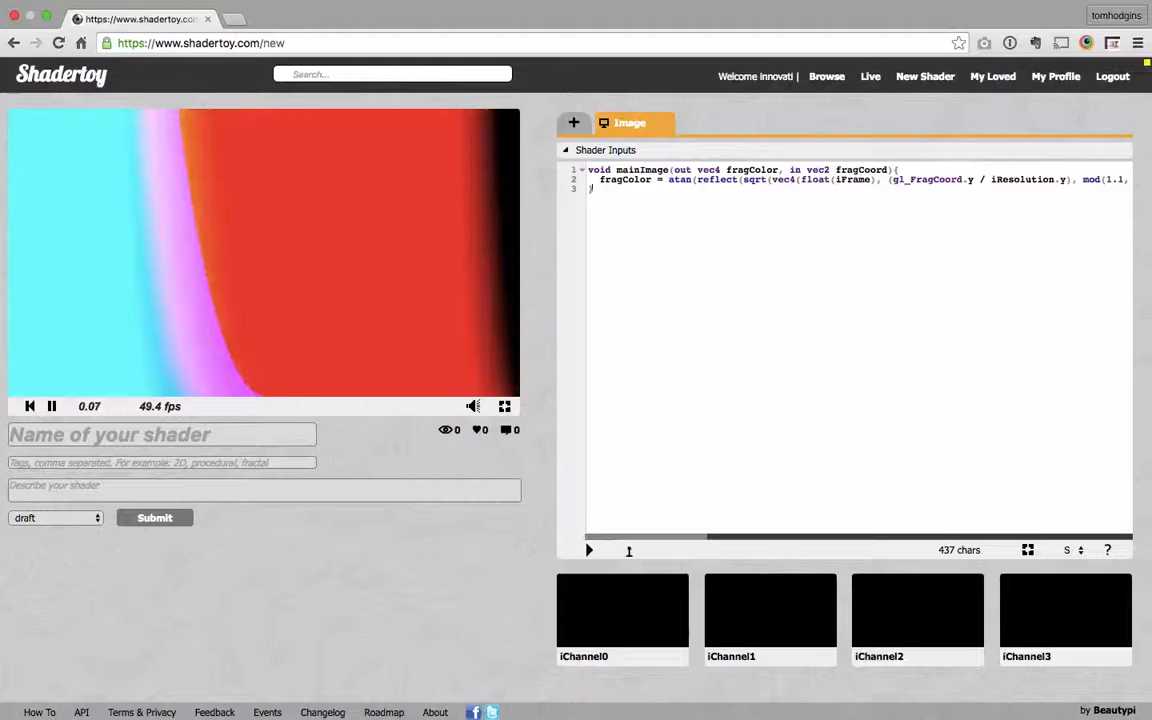 https://www.shadertoy.con
tomhodgins
https://www.shadertoy.com/new
Shadertoy
Search...
Welcome Innovati |
Browse
Live
New Shader
My Loved
My Profile
Logout
+
Image
Shader Inputs
1 void mainImage(out vec4 fragColor, in vec2 fragCoord){
2 fragColor = atan(reflect(sqrt(vec4(float(iFrame), (gl_FragCoord.y / iResolution.y), mod(1.1,
3 }
0.07
49.4 fps
Name of your shader
0
0
0
Tags, comma separated. For example: 2D, procedural, fractal
Describe your shader
draft
Submit
437 chars
S
?
iChannel0
iChannel1
iChannel2
iChannel3
How To
API
Terms & Privacy
Feedback
Events
Changelog
Roadmap
About
by Beautypi